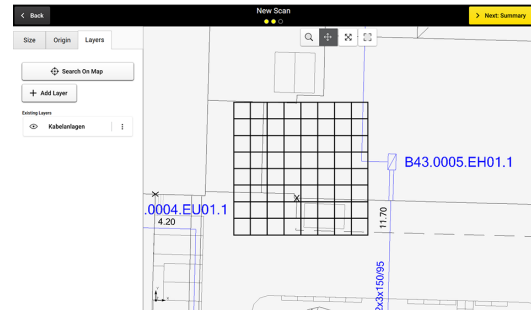 Back
New Scan
Next: Summary
Size
Origin
Layers
Search On Map
Add Layer
Existing Layers
Kabelanlagen
B43.0005.EH01.1
.0004.EU01.1
4.20
11.70
2x3x150/95